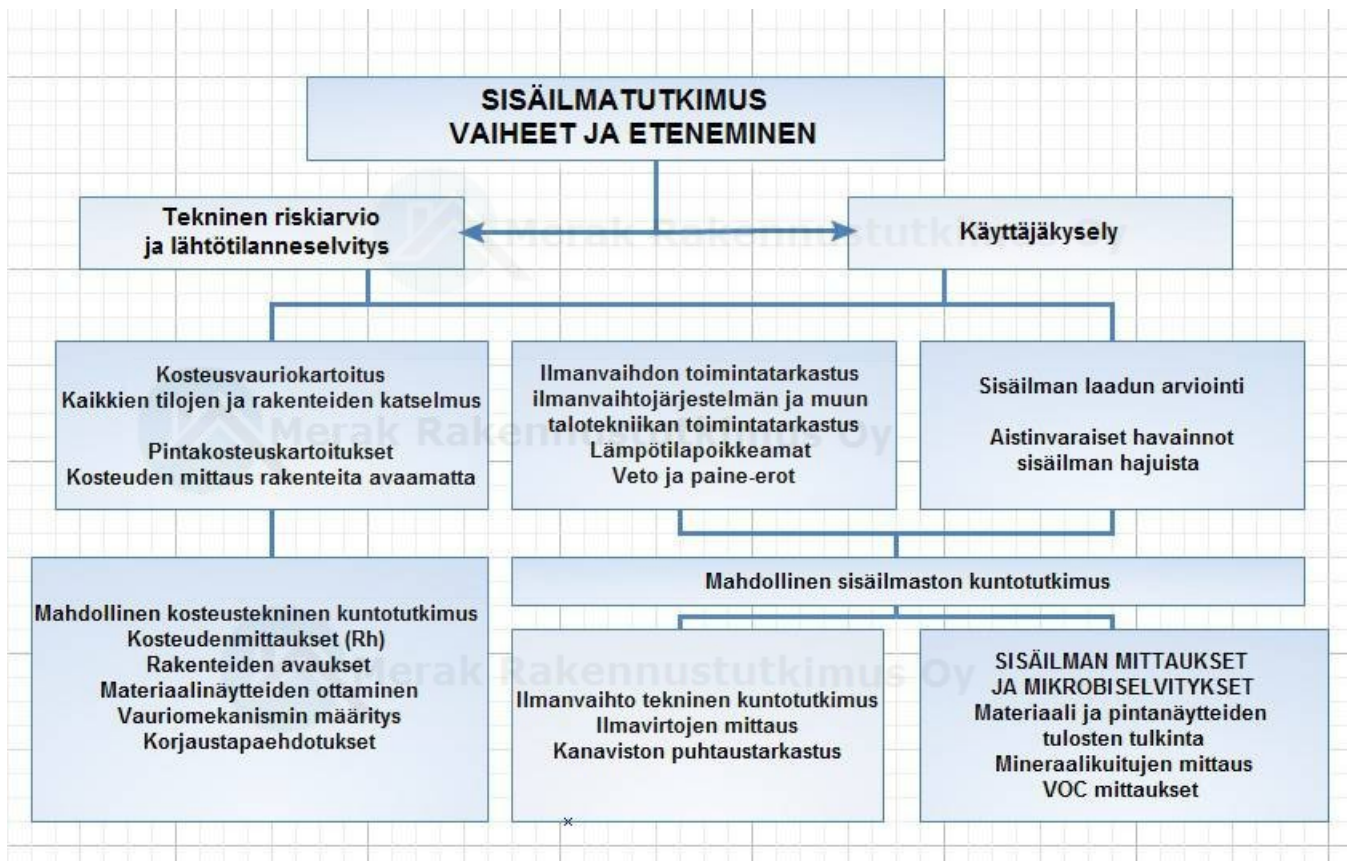 SISÄILMATUTKIMUS
VAIHEET JA ETENEMINEN
Tekninen riskiarvio
ja lähtötilanneselvitys
Käyttäjäkysely
Kosteusvauriokartoitus
Kaikkien tilojen ja rakenteiden katselmus
Pintakosteuskartoitukset
Kosteuden mittaus rakenteita avaamatta
Ilmanvaihdon toimintatarkastus
ilmanvaihtojärjestelmän ja muun
talotekniikan toimintatarkastus
Lämpötilapoikkeamat
Veto ja paine-erot
Sisäilman laadun arviointi
Aistinvaraiset havainnot
sisäilman hajuista
Mahdollinen kosteustekninen kuntotutkimus
Kosteudenmittaukset (Rh)
Rakenteiden avaukset
Materiaalinäytteiden ottaminen
Vauriomekanismin määritys
Korjaustapaehdotukset
Mahdollinen sisäilmaston kuntotutkimus
Ilmanvaihto tekninen kuntotutkimus
Ilmavirtojen mittaus
Kanaviston puhtaustarkastus
SISÄILMAN MITTAUKSET
JA MIKROBISELVITYKSET
Materiaali ja pintanäytteiden
tulosten tulkinta
Mineraalikuitujen mittaus
VOC mittaukset
Merak Rakennustutkimus Oy
Merak Rakennustutkimus Oy
Merak Rakennustutkimus Oy